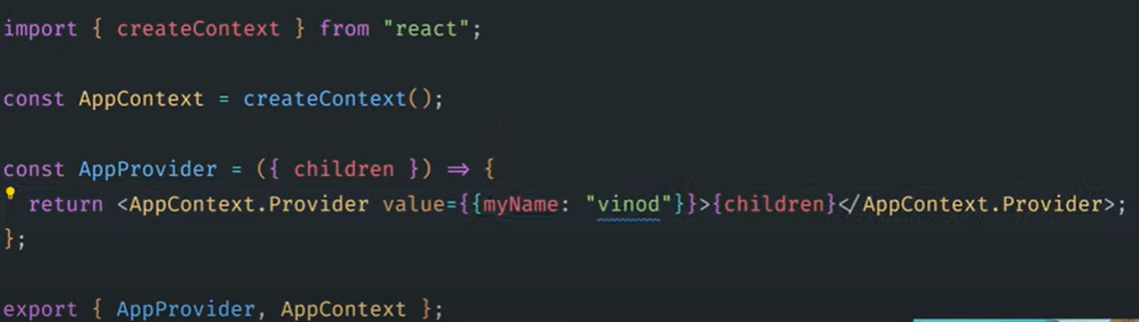 import { createContext } from "react";
const AppContext = createContext();
const AppProvider = ({ children }) => {
return <AppContext.Provider value={{myName: "vinod"}}>{children}</AppContext.Provider>;
};
export { AppProvider, AppContext };